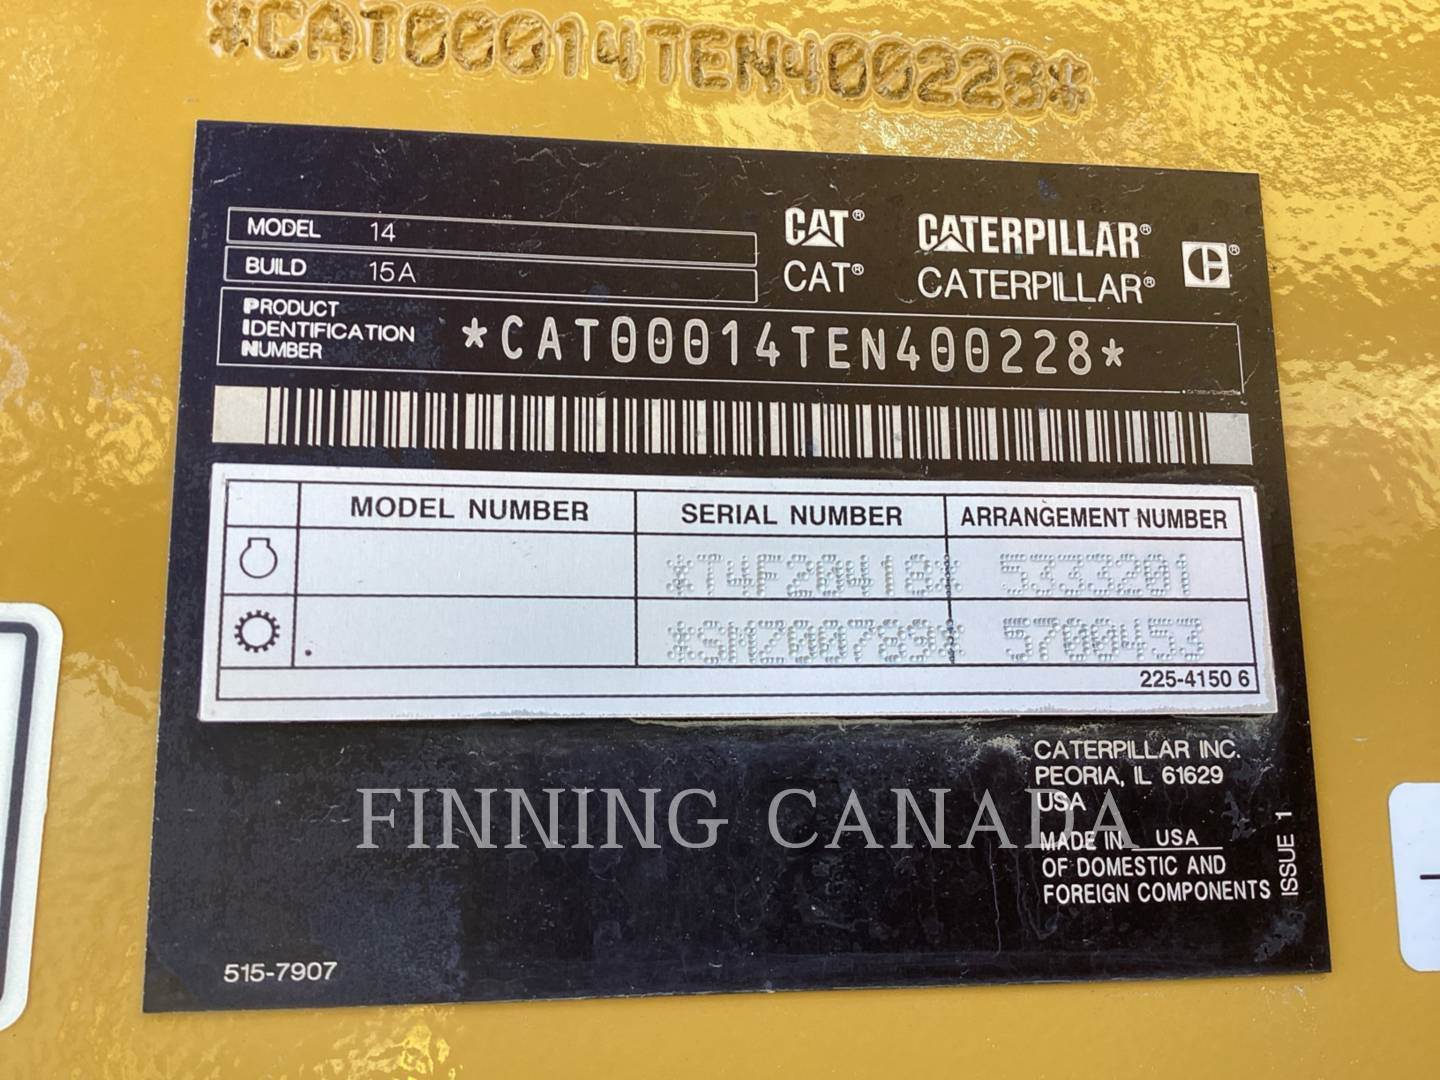 *CAT00014TEN400228*
MODEL 14
BUILD 15A
CAT® CATERPILLAR®
CAT® CATERPILLAR®
C®
PRODUCT
IDENTIFICATION
NUMBER
*CAT00014TEN400228*
MODEL NUMBER SERIAL NUMBER ARRANGEMENT NUMBER
*T4F20418* 5333201
*SMZ00789* 5700453
225-4150 6
CATERPILLAR INC.
PEORIA, IL 61629
USA
FINNING CANADA
MADE IN USA
OF DOMESTIC AND
FOREIGN COMPONENTS
ISSUE 1
515-7907